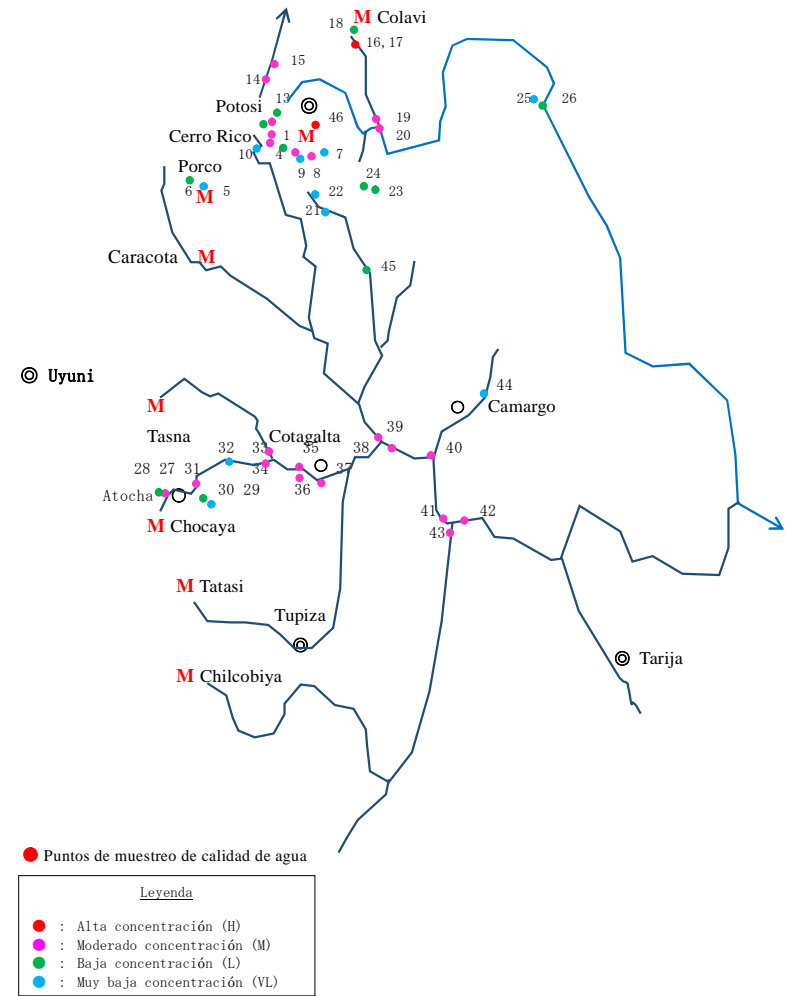 18 M Colavi
16, 17
15
14
13
Potosi
46
19
Cerro Rico
1 M
20
10 4 7
9 8
Porco
24
6 M 5
22
23
21
25 26
Caracota M
45
Uyuni
44
M
Camargo
39
Tasna
Cotagalta
32 33 35 38
40
28 27 31 34 37
30 29 36
Atocha
41 42
M Chocaya
43
M Tatasi
Tupiza
Tarija
M Chilcobiya
Puntos de muestreo de calidad de agua
Leyenda
: Alta concentración (H)
: Moderado concentración (M)
: Baja concentración (L)
: Muy baja concentración (VL)